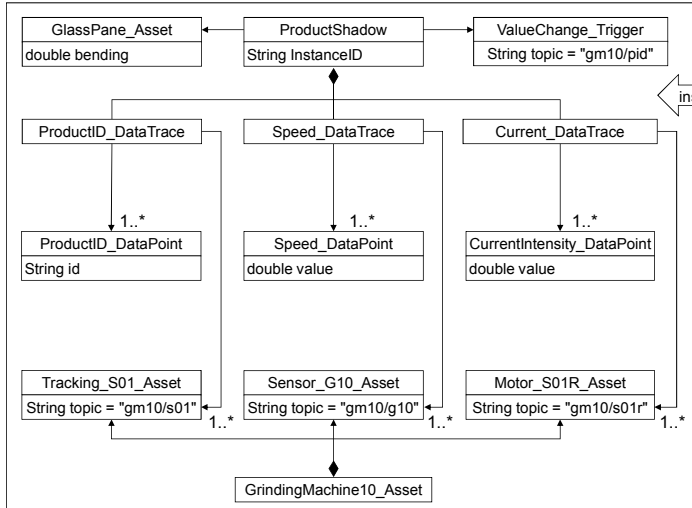 GlassPane_Asset
double bending
ProductShadow
String InstanceID
ValueChange_Trigger
String topic = "gm10/pid"
ins
ProductID_DataTrace
Speed_DataTrace
Current_DataTrace
1..*
1..*
1..*
ProductID_DataPoint
String id
Speed_DataPoint
double value
CurrentIntensity_DataPoint
double value
Tracking_S01_Asset
String topic = "gm10/s01"
Sensor_G10_Asset
String topic = "gm10/g10"
Motor_S01R_Asset
String topic = "gm10/s01r"
1..*
1..*
1..*
GrindingMachine10_Asset